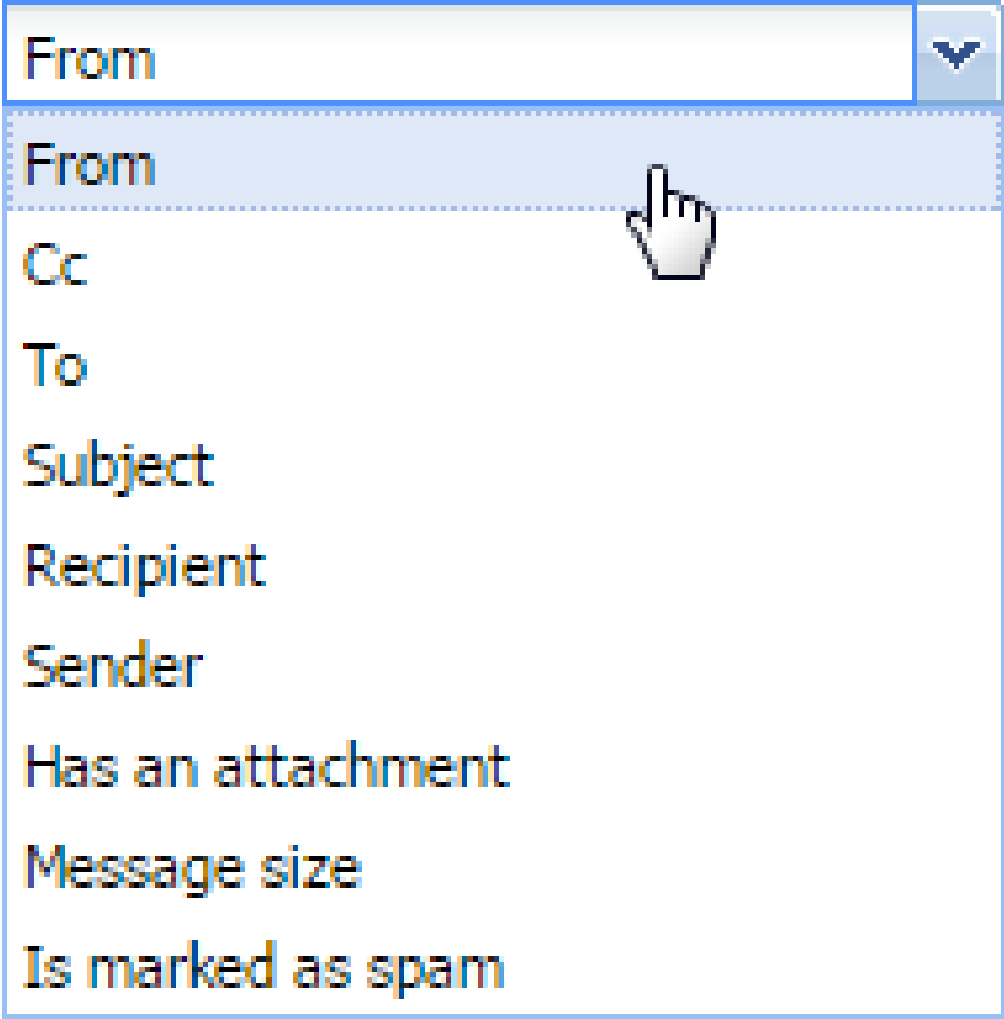 From
From
Cc
To
Subject
Recipient
Sender
Has an attachment
Message size
Is marked as spam